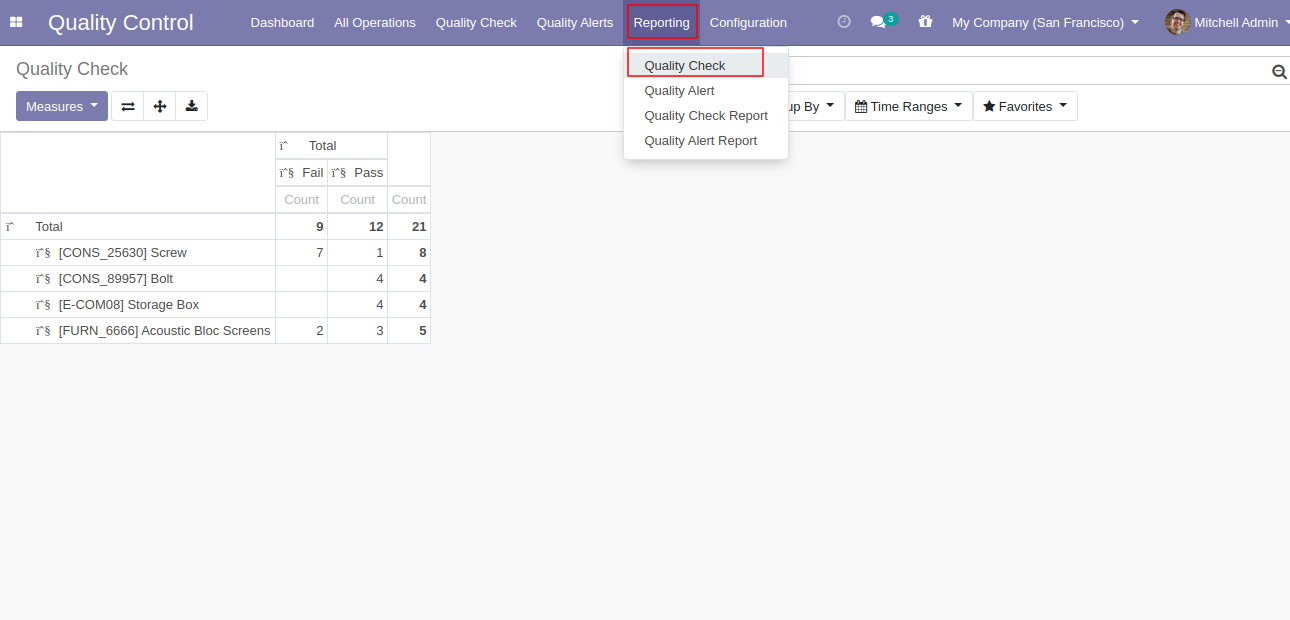 Quality Control Dashboard All Operations Quality Check Quality Alerts Reporting Configuration 3 My Company (San Francisco) Mitchell Admin
Quality Check
Quality Check
Quality Alert
Quality Check Report
Quality Alert Report
Measures
up By Time Ranges Favorites
ï^ Total
ï^§ Fail ï^§ Pass
Count Count Count
ï^ Total 9 12 21
ï^§ [CONS_25630] Screw 7 1 8
ï^§ [CONS_89957] Bolt 4 4
ï^§ [E-COM08] Storage Box 4 4
ï^§ [FURN_6666] Acoustic Bloc Screens 2 3 5